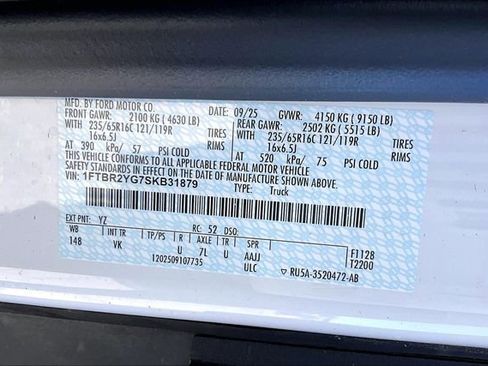 MFD. BY FORD MOTOR CO.
DATE: 09/25 GVWR: 4150 KG ( 9150 LB)
FRONT GAWR: 2100 KG ( 4630 LB) REAR GAWR: 2502 KG ( 5515 LB)
235/65R16C 121/119R TIRES 235/65R16C 121/119R TIRES
16x6.5J RIMS 16x6.5J RIMS
AT 390 kPa/ 57 PSI COLD AT 520 kPa/ 75 PSI COLD
THIS VEHICLE CONFORMS TO ALL APPLICABLE FEDERAL MOTOR VEHICLE
SAFETY STANDARDS IN EFFECT ON THE DATE OF MANUFACTURE SHOWN ABOVE.
VIN: 1FTBR2YG7SKB31879 TYPE: Truck
EXT PNT: YZ RC: 52 DSO:
WB INT TR TP/PS R AXLE TR SPR F1128
148 VK U 7L U AAJJ T2200
1202509107735 ULC ▽ RU5A-3520472-AB